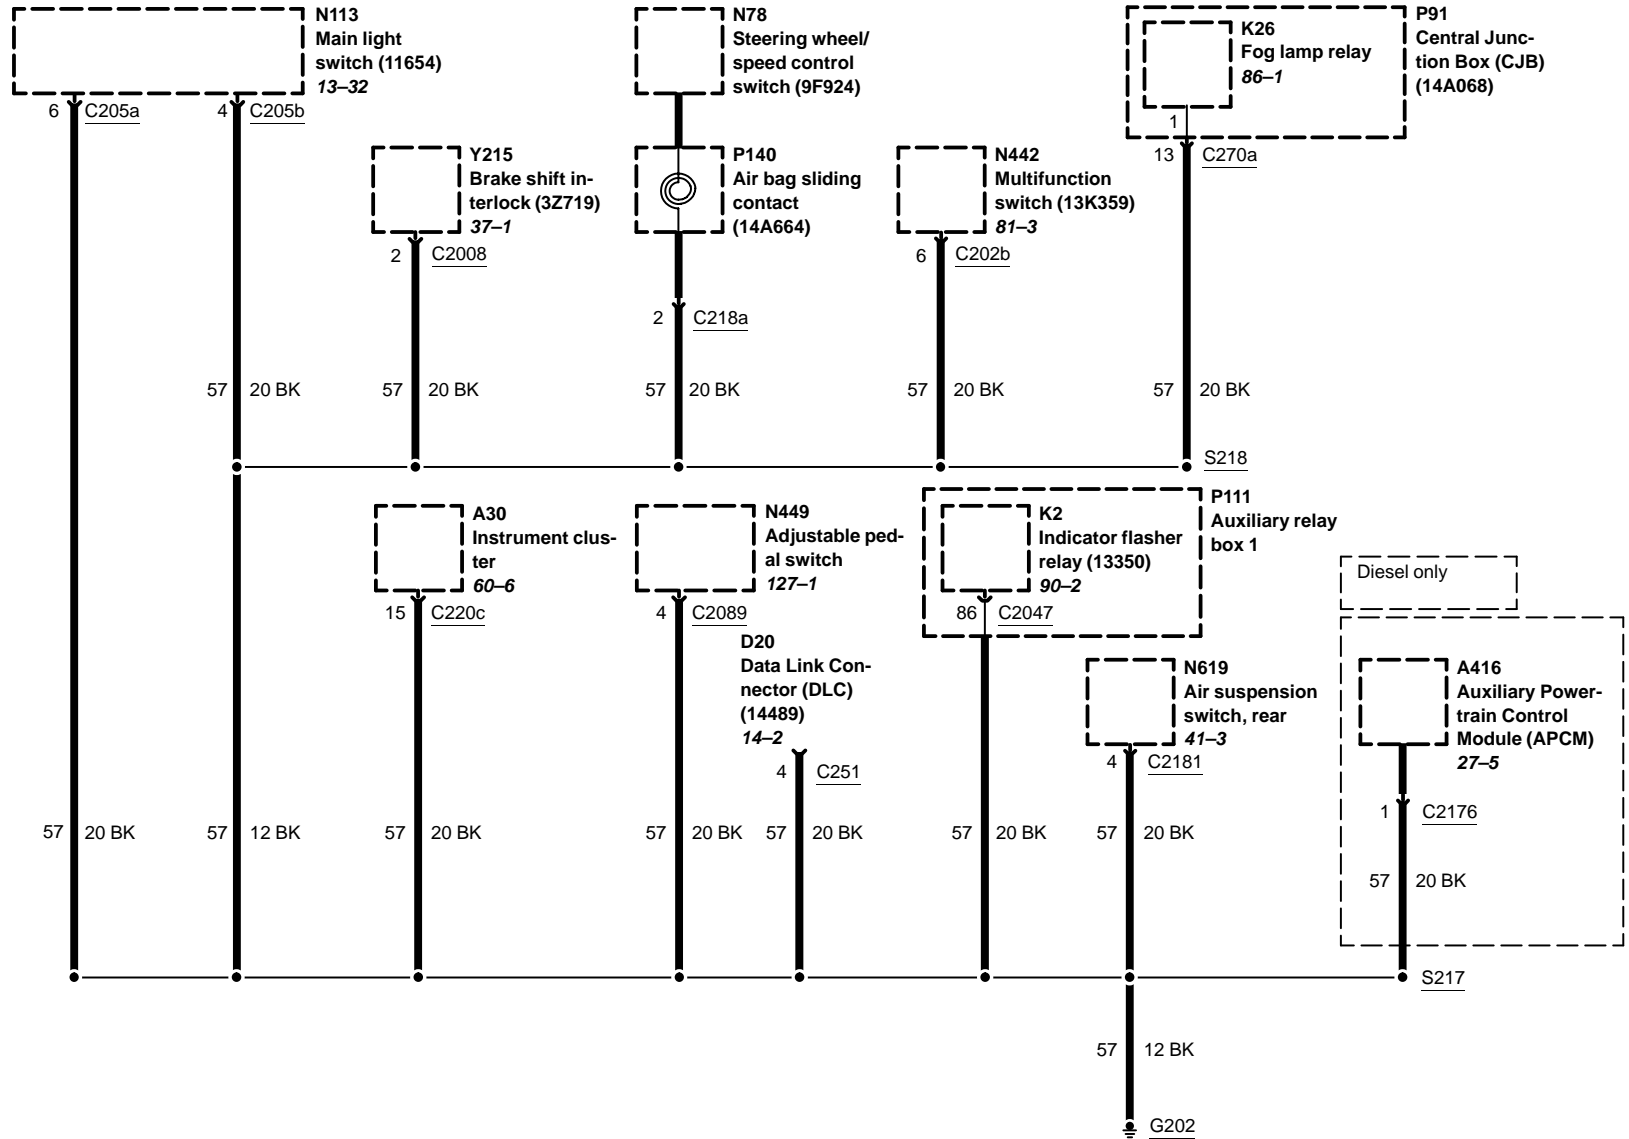 N113
Main light
switch (11654)
13–32
6
C205a
4
C205b
N78
Steering wheel/
speed control
switch (9F924)
K26
Fog lamp relay
86–1
1
P91
Central Junc-
tion Box (CJB)
(14A068)
13
C270a
Y215
Brake shift in-
terlock (3Z719)
37–1
2
C2008
P140
Air bag sliding
contact
(14A664)
2
C218a
N442
Multifunction
switch (13K359)
81–3
6
C202b
57
20 BK
57
20 BK
57
20 BK
57
20 BK
57
20 BK
S218
A30
Instrument clus-
ter
60–6
15
C220c
N449
Adjustable ped-
al switch
127–1
4
C2089
D20
Data Link Con-
nector (DLC)
(14489)
14–2
4
C251
K2
Indicator flasher
relay (13350)
90–2
86
C2047
P111
Auxiliary relay
box 1
N619
Air suspension
switch, rear
41–3
4
C2181
Diesel only
A416
Auxiliary Power-
train Control
Module (APCM)
27–5
1
C2176
57
20 BK
57
12 BK
57
20 BK
57
20 BK
57
20 BK
57
20 BK
57
20 BK
57
20 BK
S217
57
12 BK
G202